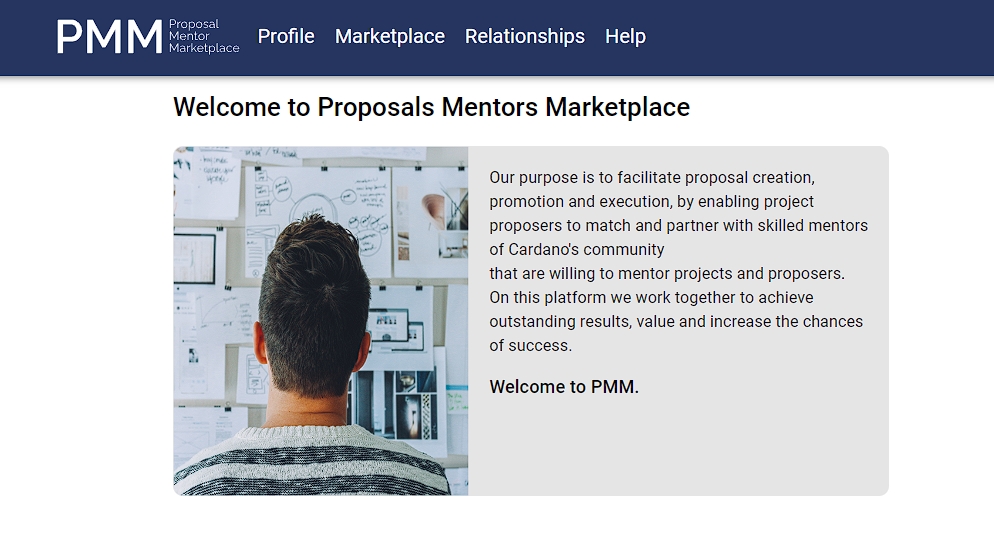 PMM
Proposal
Mentor
Marketplace
Profile Marketplace Relationships Help
Welcome to Proposals Mentors Marketplace
Our purpose is to facilitate proposal creation,
promotion and execution, by enabling project
proposers to match and partner with skilled mentors
of Cardano's community
that are willing to mentor projects and proposers.
On this platform we work together to achieve
outstanding results, value and increase the chances
of success.
Welcome to PMM.